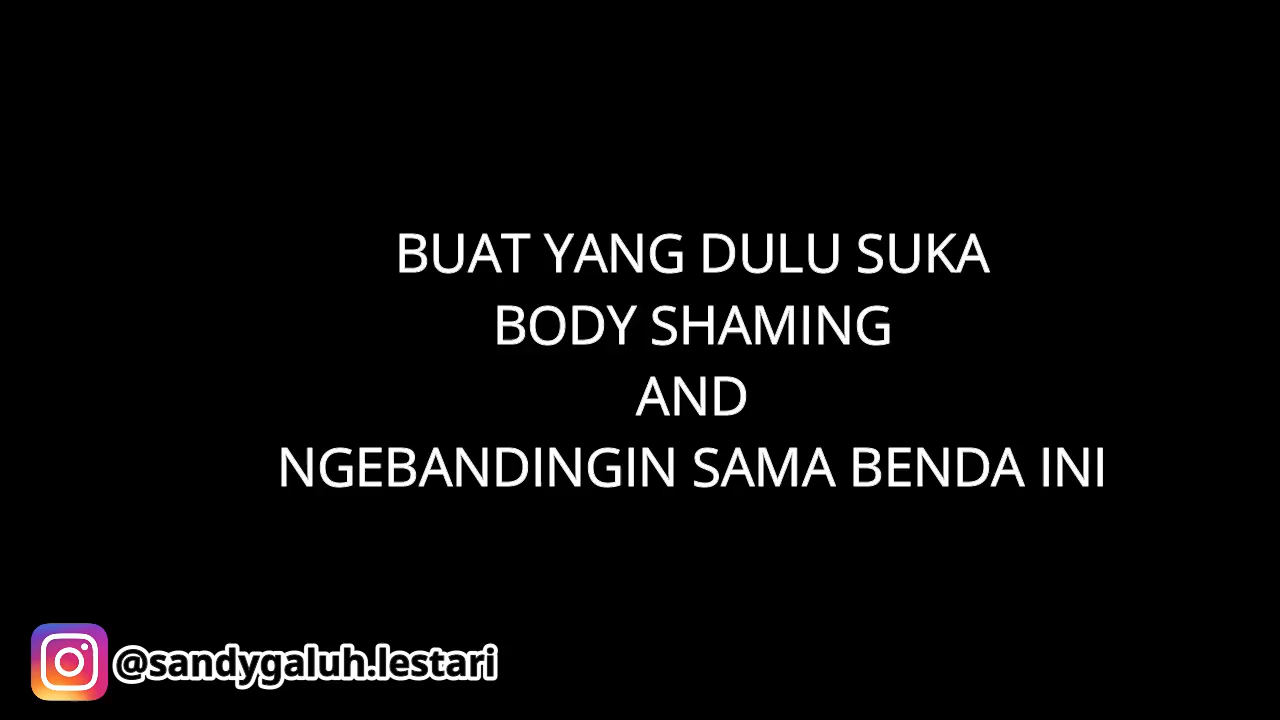 BUAT YANG DULU SUKA
BODY SHAMING
AND
NGEBANDINGIN SAMA BENDA INI
@sandygaluh.lestari